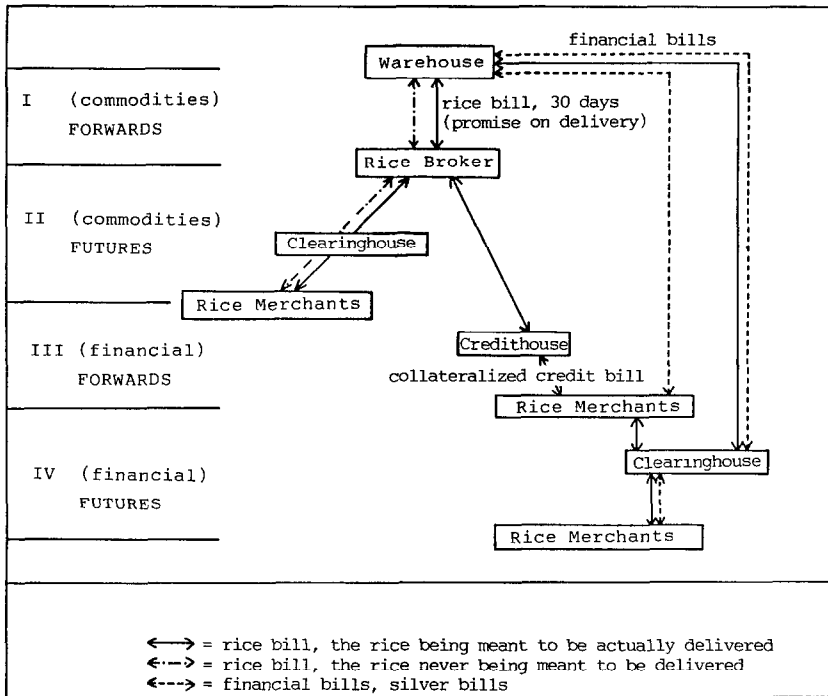 financial bills
Warehouse
I (commodities)
FORWARDS
rice bill, 30 days
(promise on delivery)
Rice Broker
II (commodities)
FUTURES
Clearinghouse
Rice Merchants
III (financial)
FORWARDS
Credithouse
collateralized credit bill
Rice Merchants
Clearinghouse
IV (financial)
FUTURES
Rice Merchants
= rice bill, the rice being meant to be actually delivered
= rice bill, the rice never being meant to be delivered
= financial bills, silver bills